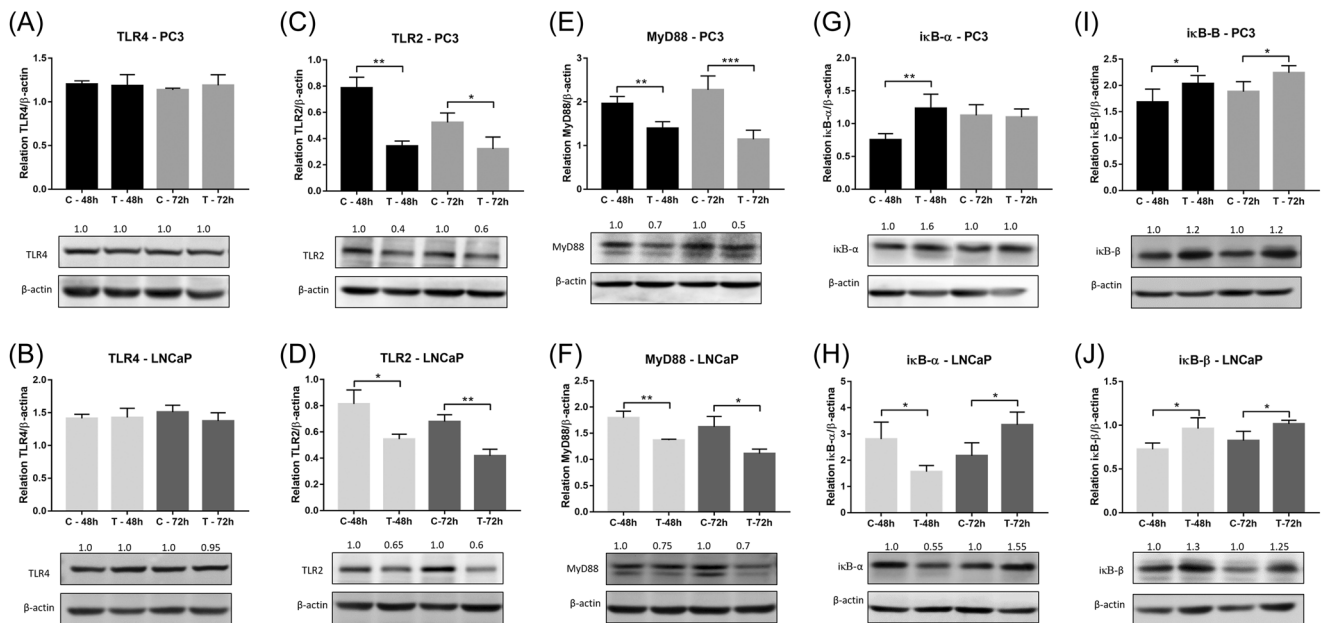 (A)
TLR4 - PC3
Relation TLR4/β-actin
1.5
1.0
0.5
0.0
C - 48h T - 48h C - 72h T - 72h
1.0 1.0 1.0 1.0
TLR4
β-actin
(C)
TLR2 - PC3
Relation TLR2/β-actin
1.0
0.8
0.6
0.4
0.2
0.0
** *
C - 48h T - 48h C - 72h T - 72h
1.0 0.4 1.0 0.6
TLR2
β-actin
(E)
MyD88 - PC3
Relation MyD88/β-actin
3
2
1
0
** ***
C - 48h T - 48h C - 72h T - 72h
1.0 0.7 1.0 0.5
MyD88
β-actin
(G)
iκB-α - PC3
Relation iκB-α/β-actina
2.0
1.5
1.0
0.5
0.0
**
C - 48h T - 48h C - 72h T - 72h
1.0 1.6 1.0 1.0
iκB-α
β-actin
(I)
iκB-B - PC3
Relation iκB-β/β-actina
2.5
2.0
1.5
1.0
0.5
0.0
* *
C - 48h T - 48h C - 72h T - 72h
1.0 1.2 1.0 1.2
iκB-β
β-actin
(B)
TLR4 - LNCaP
Relation TLR4/β-actina
2.0
1.5
1.0
0.5
0.0
C - 48h T - 48h C - 72h T - 72h
1.0 1.0 1.0 0.95
TLR4
β-actin
(D)
TLR2 - LNCaP
Relation TLR2/β-actina
1.0
0.8
0.6
0.4
0.2
0.0
* **
C-48h T-48h C-72h T-72h
1.0 0.65 1.0 0.6
TLR2
β-actin
(F)
MyD88 - LNCaP
Relation MyD88/β-actina
2.0
1.5
1.0
0.5
0.0
** *
C-48h T-48h C-72h T-72h
1.0 0.75 1.0 0.7
MyD88
β-actin
(H)
iκB-α - LNCaP
Relation iκB-α/β-actina
5
4
3
2
1
0
* *
C-48h T-48h C-72h T-72h
1.0 0.55 1.0 1.55
iκB-α
β-actin
(J)
iκB-β - LNCaP
Relation iκB-β/β-actina
1.5
1.0
0.5
0.0
* *
C-48h T-48h C-72h T-72h
1.0 1.3 1.0 1.25
iκB-β
β-actin